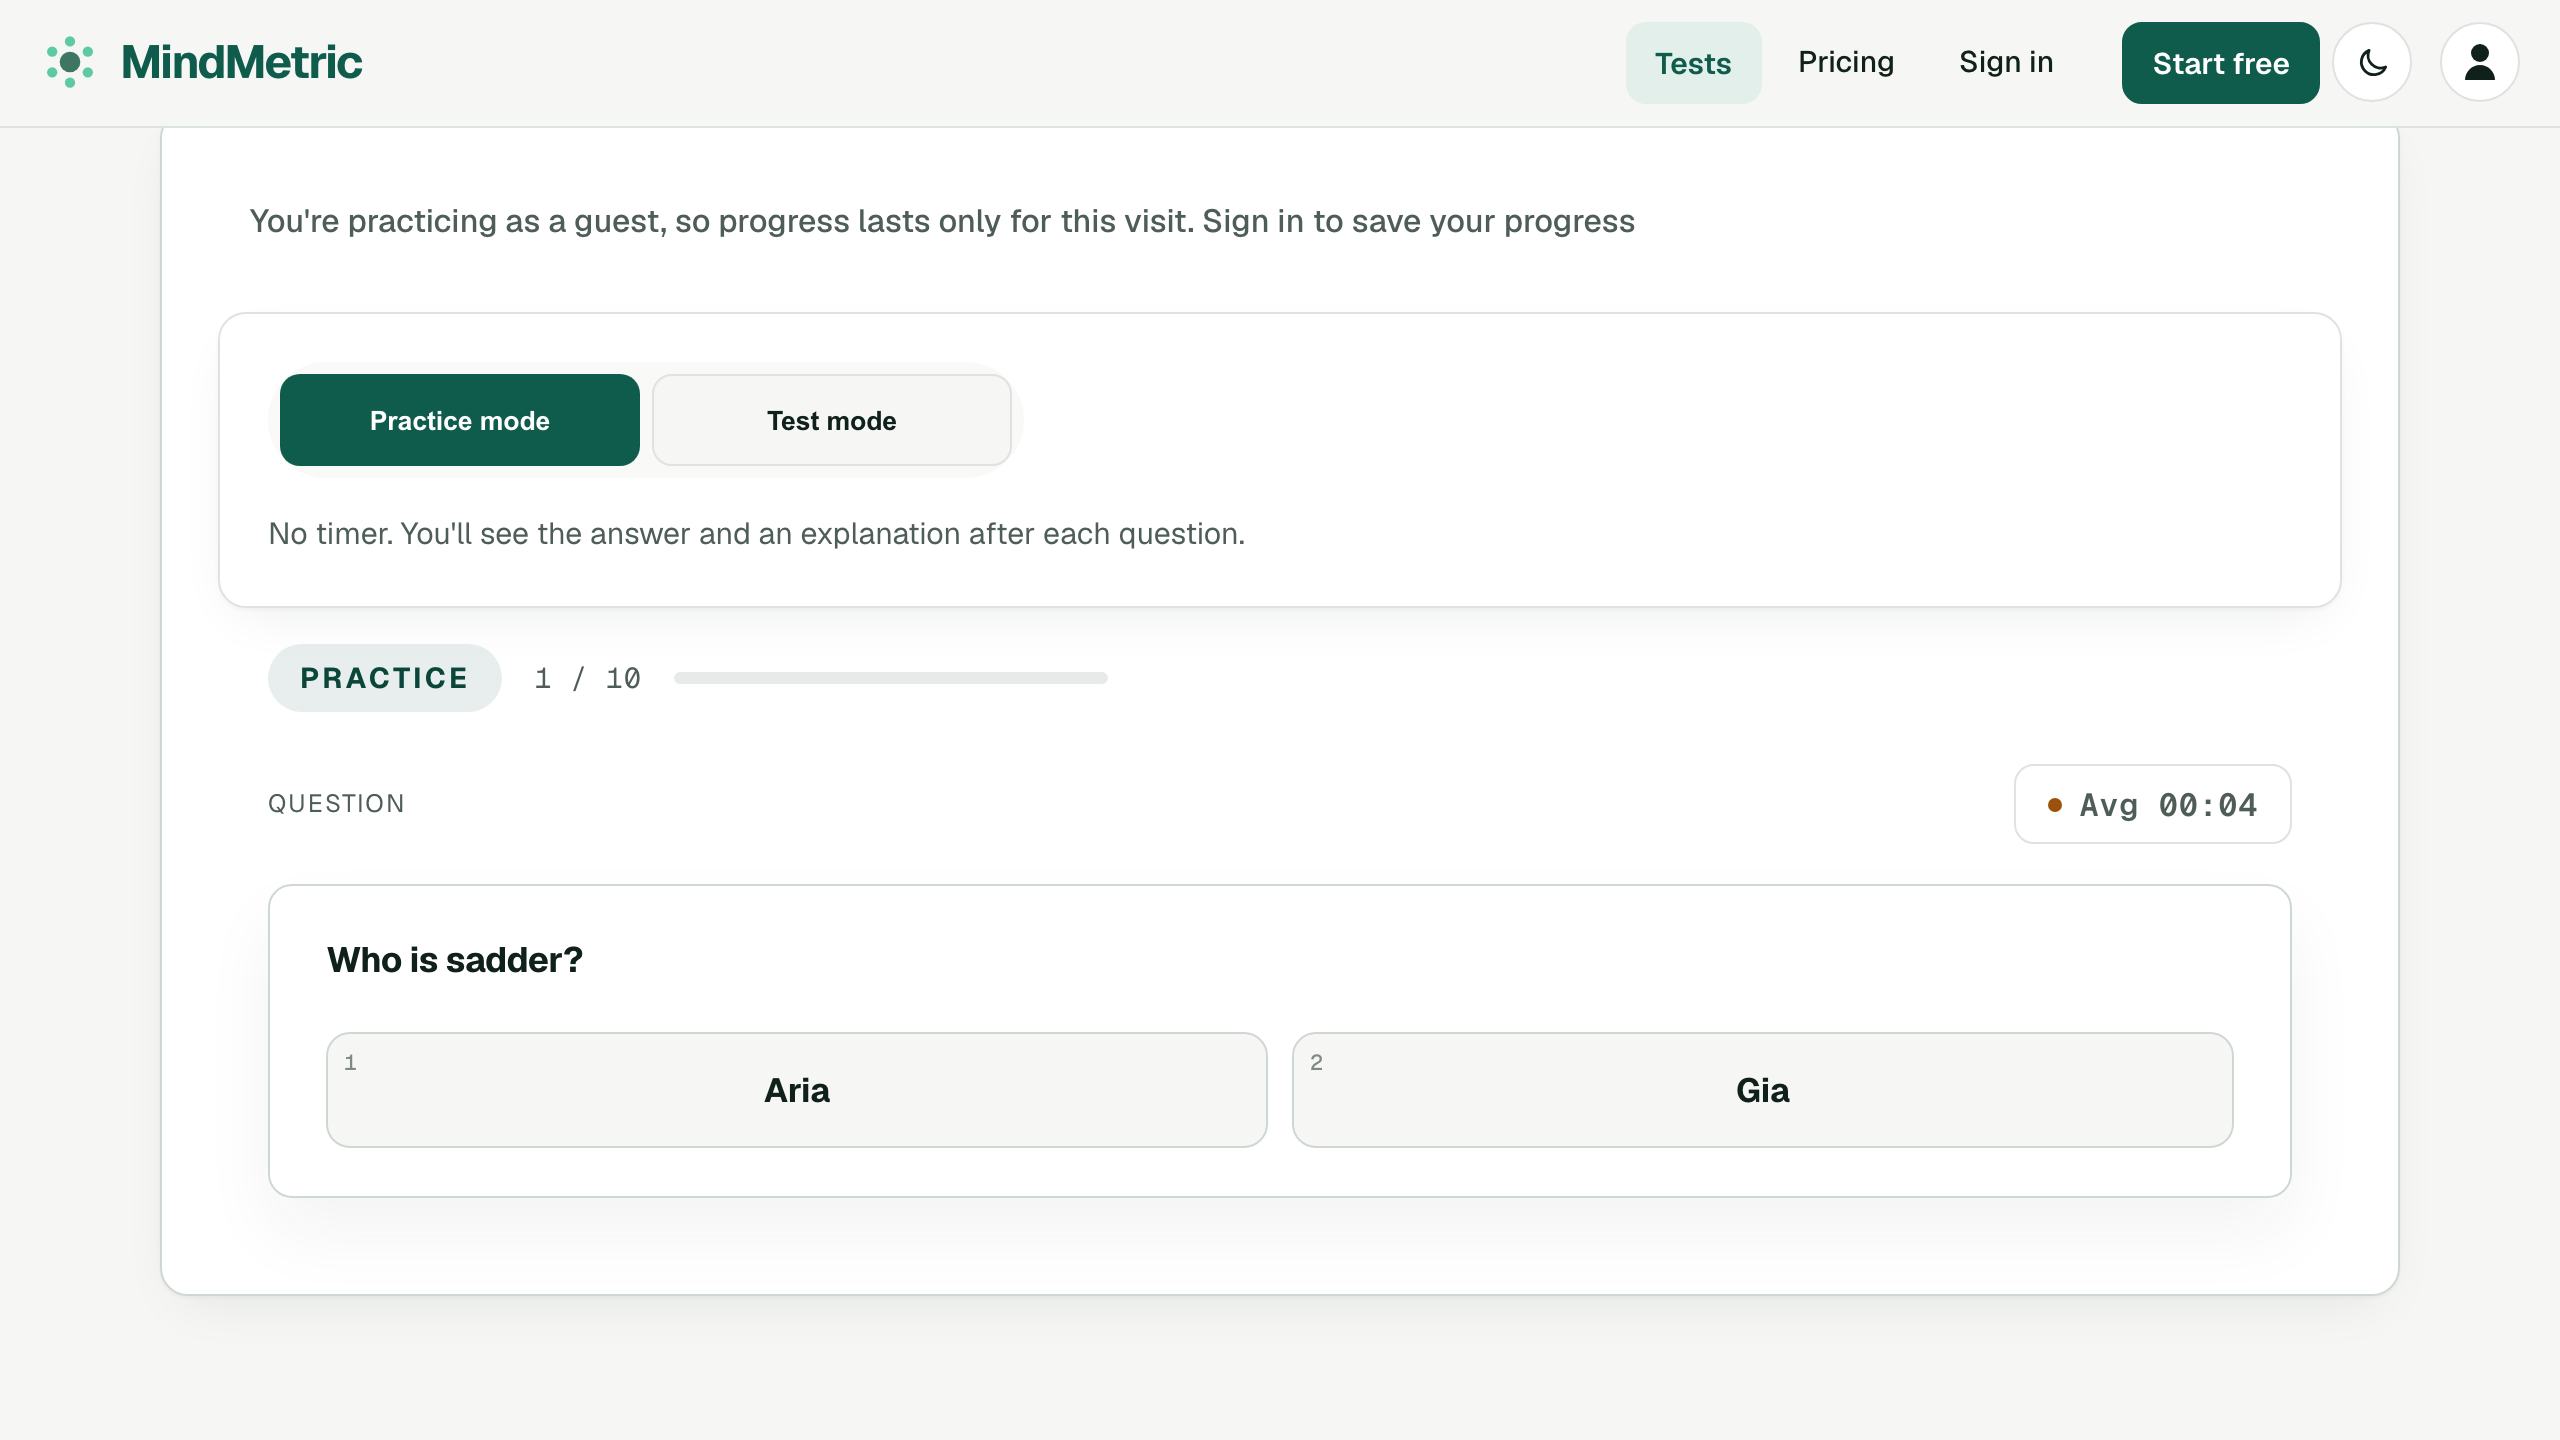 MindMetric
Tests
Pricing
Sign in
Start free
You're practicing as a guest, so progress lasts only for this visit. Sign in to save your progress
Practice mode
Test mode
No timer. You'll see the answer and an explanation after each question.
PRACTICE
1 / 10
QUESTION
Avg 00:04
Who is sadder?
1
Aria
2
Gia